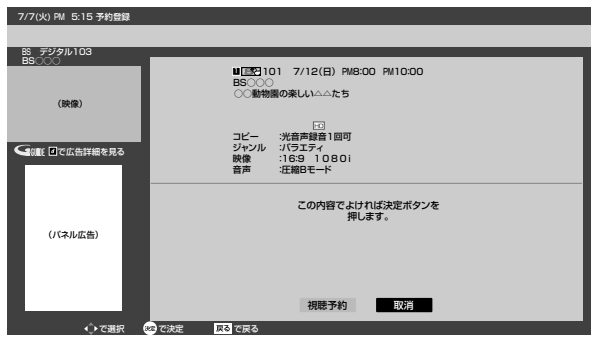 7/7(火) PM 5:15 予約登録
BS デジタル103
BS○○○
(映像)
で広告詳細を見る
(パネル広告)
101 7/12(日) PM8:00 PM10:00
BS○○○
○○動物園の楽しい△△たち
HD
コピー :光音声録音1回可
ジャンル :バラエティ
映像 :16:9 1080i
音声 :圧縮Bモード
この内容でよければ決定ボタンを
押します。
視聴予約 取消
で選択 決定 で決定 戻る で戻る